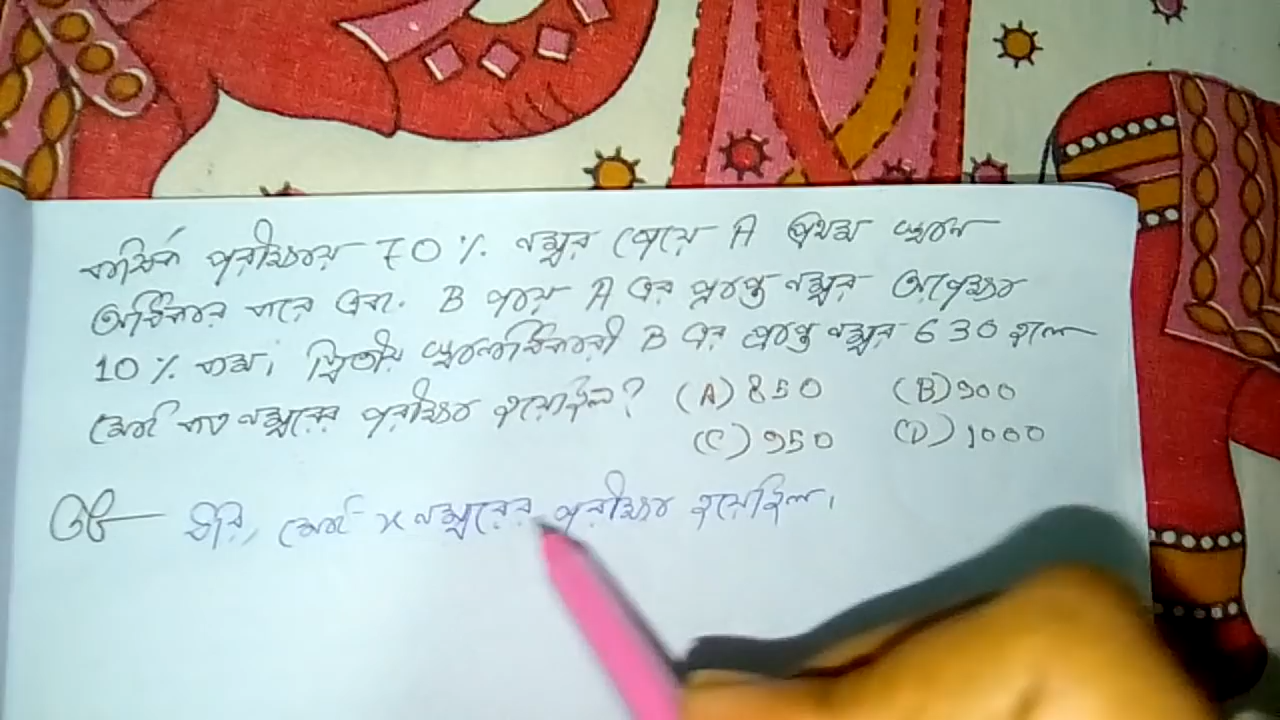 বার্ষিক পরীক্ষায় 70 % নম্বর পেয়ে A প্রথম স্থান
অধিকার করে এবং B পায় A এর প্রাপ্ত নম্বর অপেক্ষা
10 % কম। দ্বিতীয় স্থানাধিকারী B এর প্রাপ্ত নম্বর 630 হলে
মোট কত নম্বরের পরীক্ষা হয়েছিল? (A) 850 (B) 900
(C) 950 (D) 1000
উঃ ধরি, মোট x নম্বরের পরীক্ষা হয়েছিল।